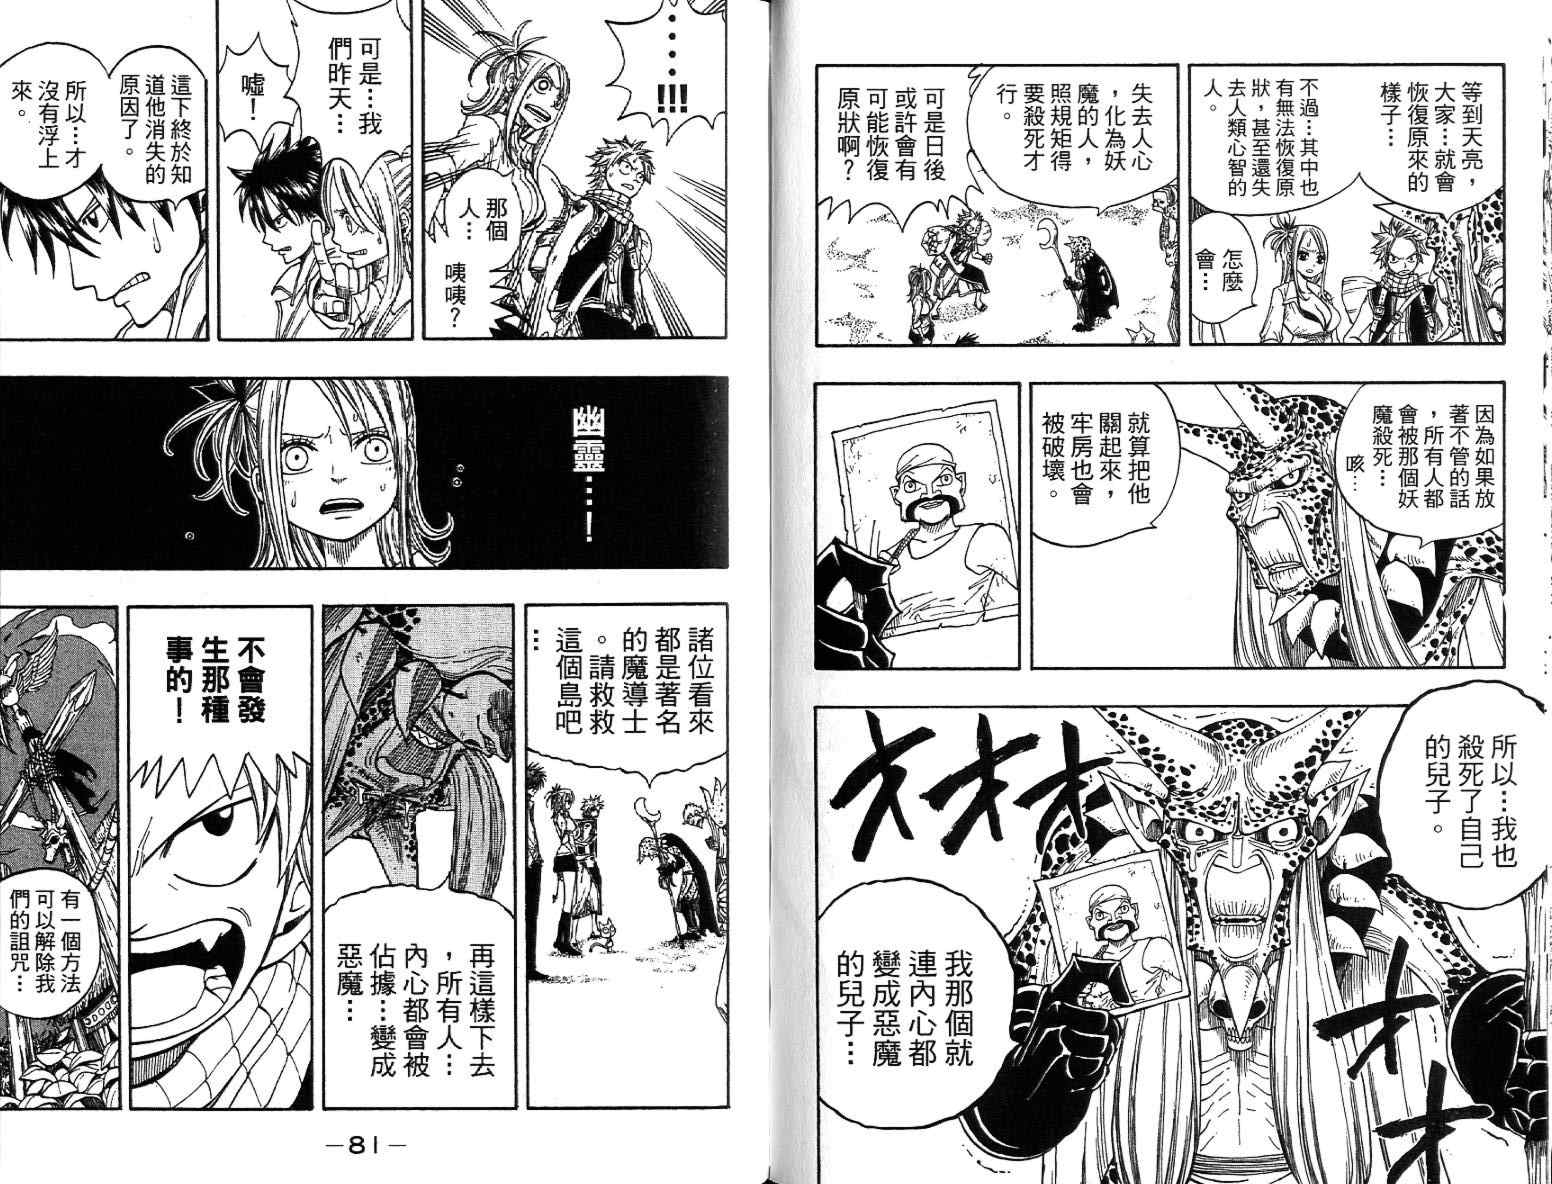 等到天亮，
大家…就會
恢復原來的
樣子…
不過…其中也
有無法恢復原
狀，甚至還失
去人類心智的
人。
怎麼
會…
失去人心
，化為妖
魔的人，
照規矩得
要殺死才
行。
可是日後
或許會有
可能恢復
原狀啊？
因為如果放
著不管的話
，所有人都
會被那個妖
魔殺死…
咳…
就算把他
關起來，
牢房也會
被破壞。
所以…我也
殺死了自己
的兒子。
我那個就
連內心都
變成惡魔
的兒子…
オオオオオ
……!!!
那個
人…
咦咦？
可是…我
們昨天…
噓！
這下終於知
道他消失的
原因了。
所以…才
沒有浮上
來。
幽靈…！
諸位看來
都是著名
的魔導士
。請救救
這個島吧
…
再這樣下去
，所有人…
內心都會被
佔據…變成
惡魔…
不會發
生那種
事的！
有一個方法
可以解除我
們的詛咒…
—81—